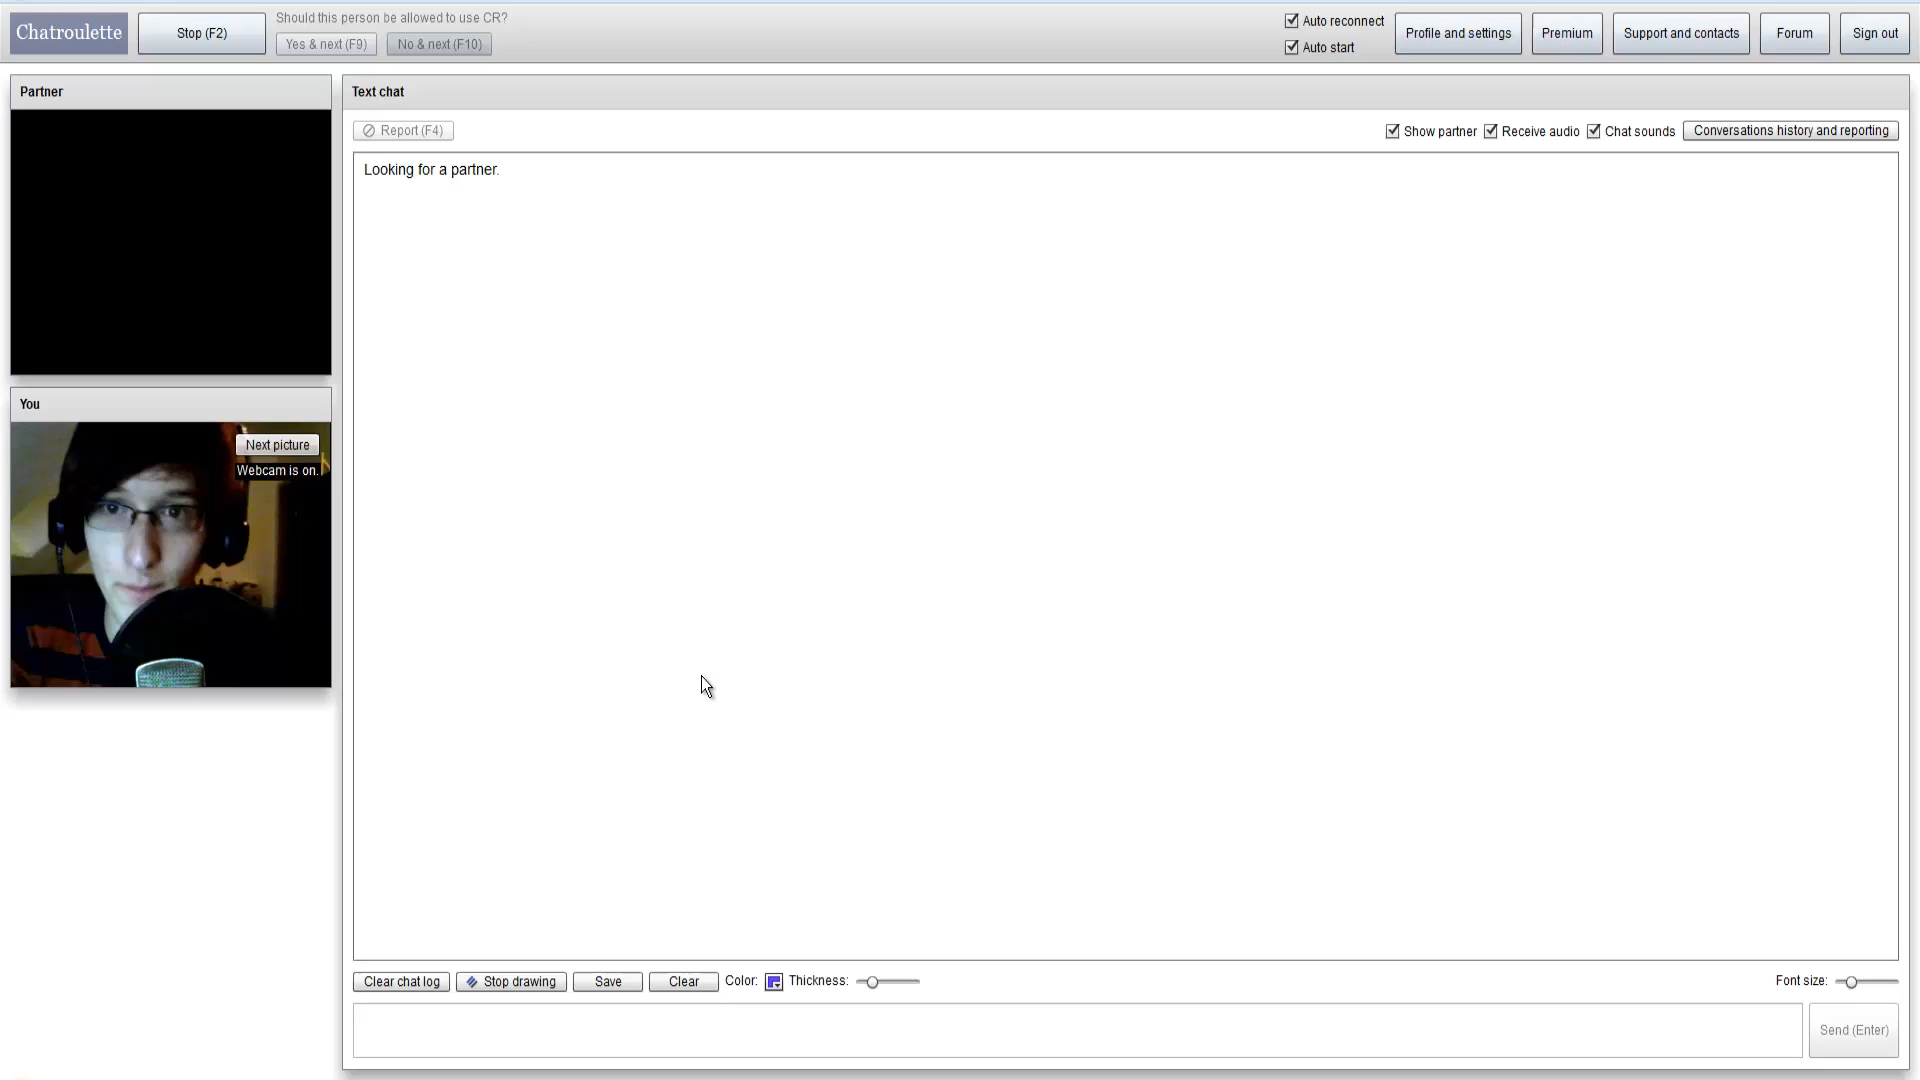 Chatroulette
Stop (F2)
Should this person be allowed to use CR?
Yes & next (F9)
No & next (F10)
Auto reconnect
Auto start
Profile and settings
Premium
Support and contacts
Forum
Sign out
Partner
Text chat
Report (F4)
Show partner
Receive audio
Chat sounds
Conversations history and reporting
Looking for a partner.
You
Next picture
Webcam is on.
Clear chat log
Stop drawing
Save
Clear
Color:
Thickness:
Font size:
Send (Enter)